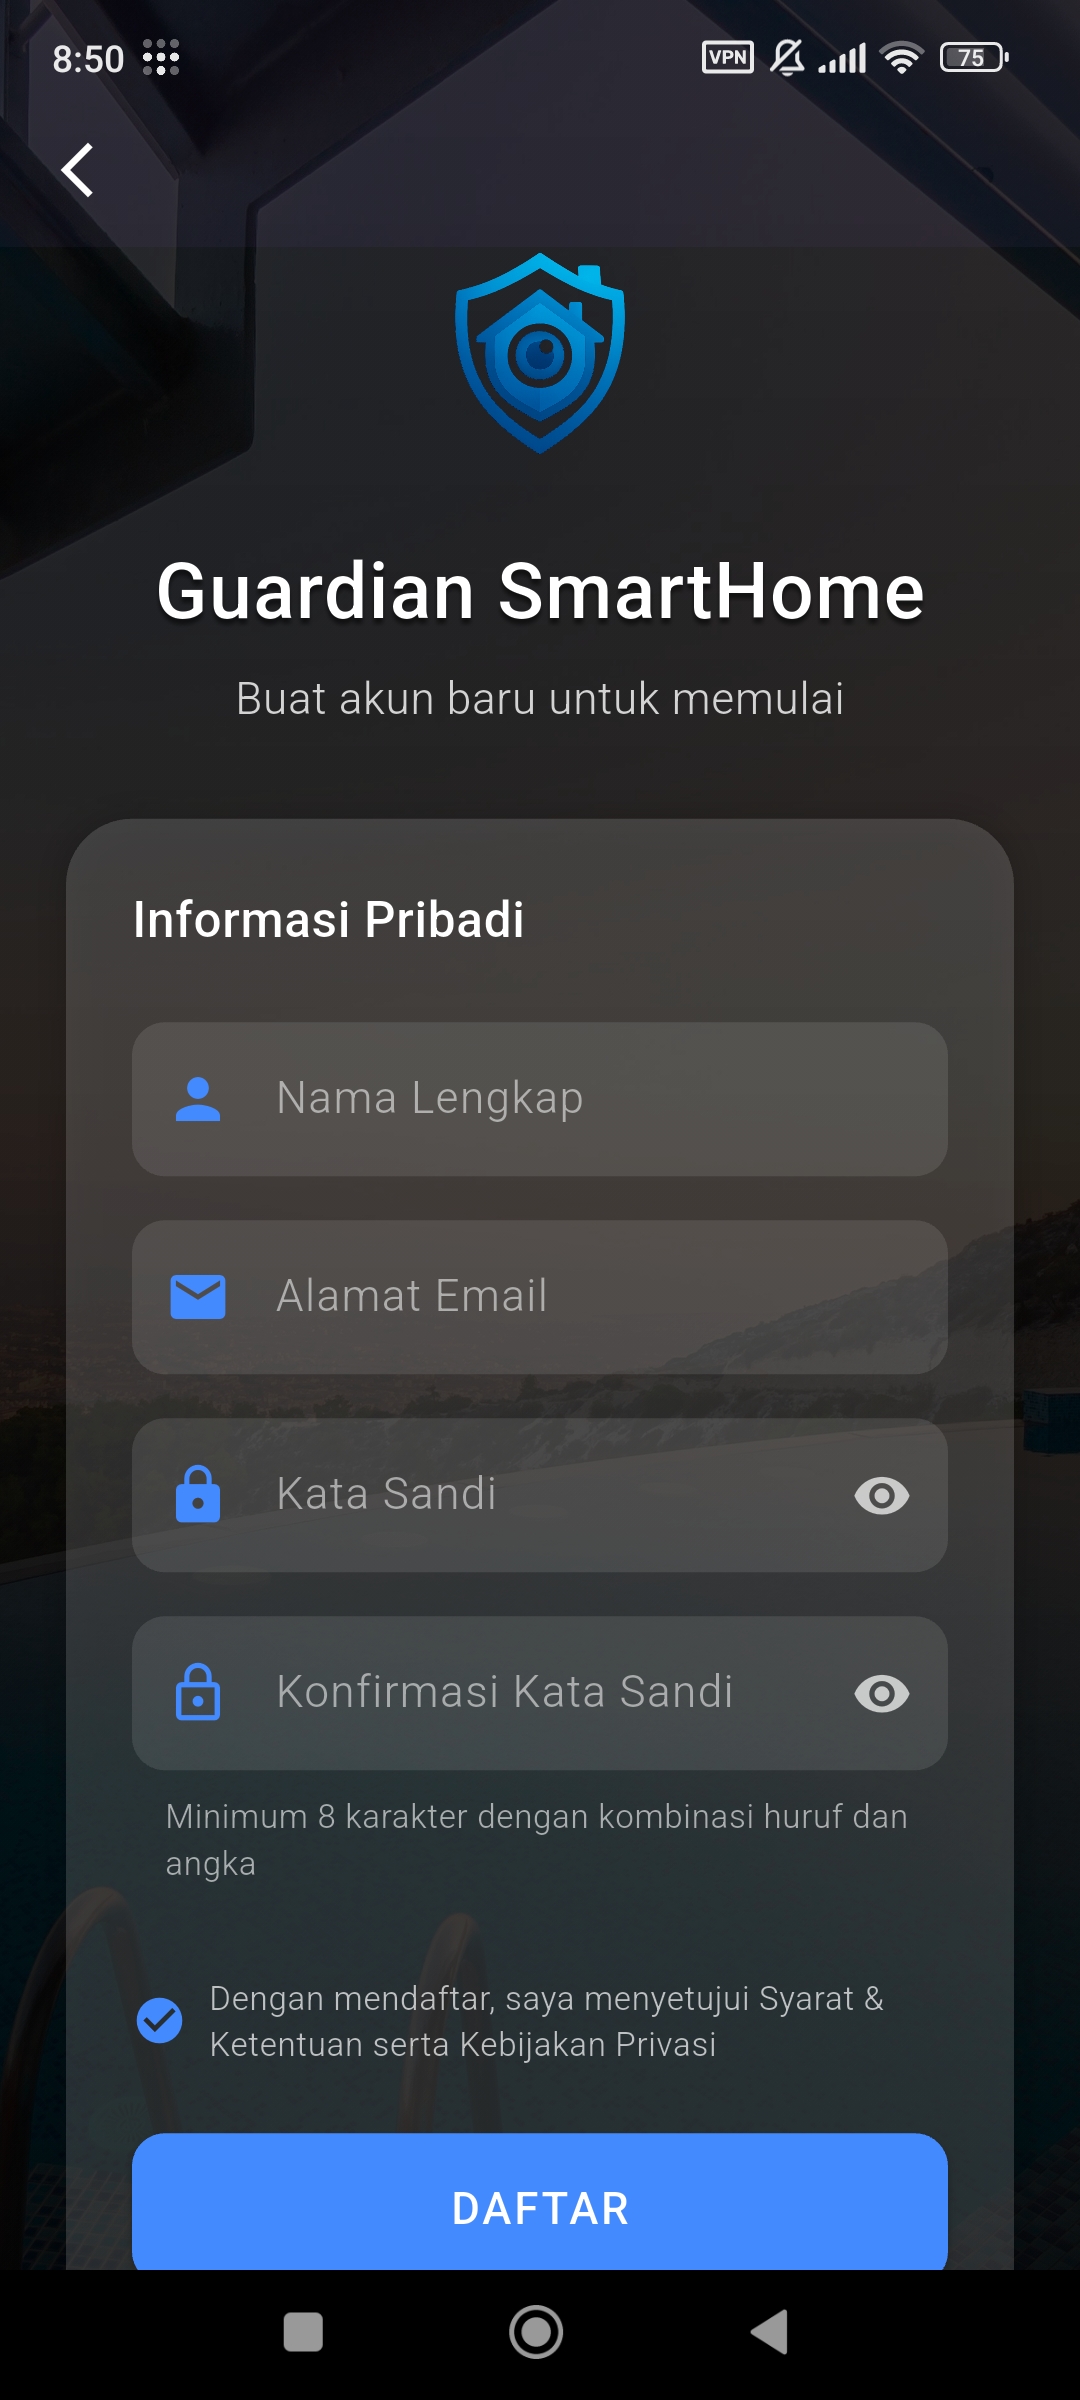 8:50
VPN
75
Guardian SmartHome
Buat akun baru untuk memulai
Informasi Pribadi
Nama Lengkap
Alamat Email
Kata Sandi
Konfirmasi Kata Sandi
Minimum 8 karakter dengan kombinasi huruf dan
angka
Dengan mendaftar, saya menyetujui Syarat &
Ketentuan serta Kebijakan Privasi
DAFTAR